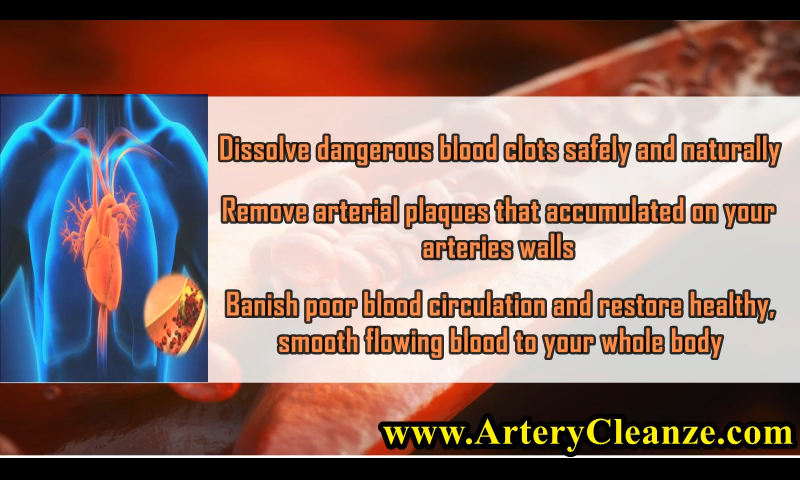 Dissolve dangerous blood clots safely and naturally
Remove arterial plaques that accumulated on your
arteries walls
Banish poor blood circulation and restore healthy,
smooth flowing blood to your whole body
www.ArteryCleanze.com